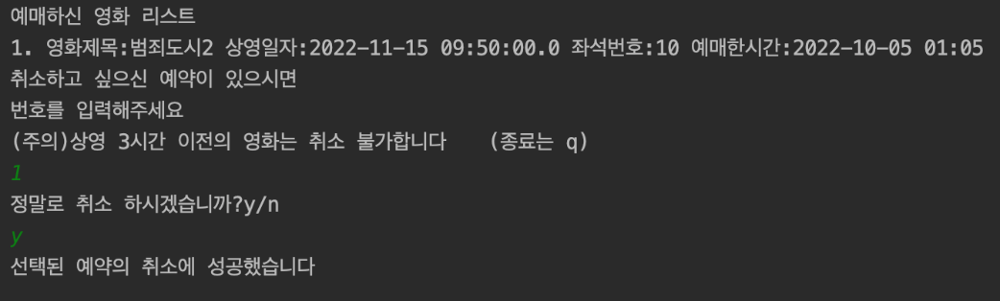 예매하신 영화 리스트
1. 영화제목:범죄도시2 상영일자:2022-11-15 09:50:00.0 좌석번호:10 예매한시간:2022-10-05 01:05
취소하고 싶으신 예약이 있으시면
번호를 입력해주세요
(주의)상영 3시간 이전의 영화는 취소 불가합니다 (종료는 q)
1
정말로 취소 하시겠습니까?y/n
y
선택된 예약의 취소에 성공했습니다